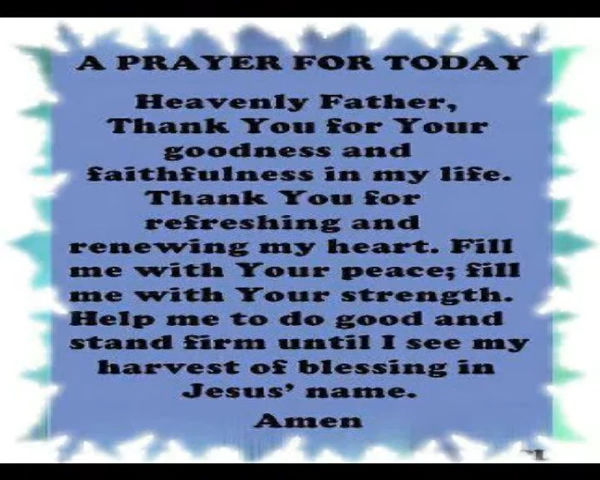 A PRAYER FOR TODAY
Heavenly Father,
Thank You for Your
goodness and
faithfulness in my life.
Thank You for
refreshing and
renewing my heart. Fill
me with Your peace; fill
me with Your strength.
Help me to do good and
stand firm until I see my
harvest of blessing in
Jesus’ name.
Amen